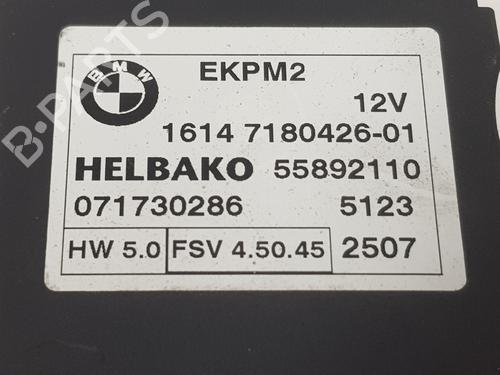 BMW
EKPM2
12V
1614 7180426-01
HELBAKO 55892110
071730286 5123
HW 5.0 FSV 4.50.45 2507
B-PARTS